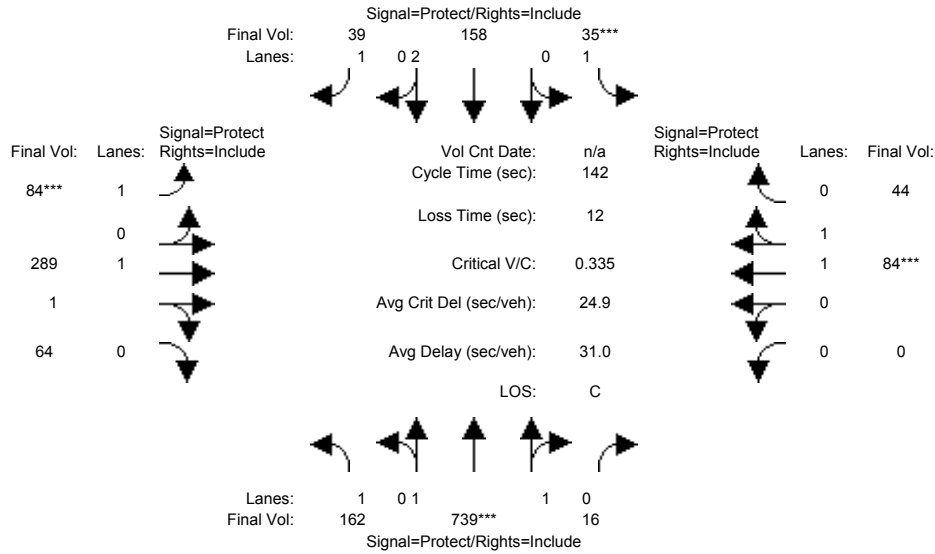 Signal=Protect/Rights=Include
Final Vol: 39 158 35***
Lanes: 1 0 2 0 1
Signal=Protect
Final Vol: Lanes: Rights=Include
Vol Cnt Date: n/a
Signal=Protect
Rights=Include Lanes: Final Vol:
Cycle Time (sec): 142
84*** 1
0 44
Loss Time (sec): 12
0
1
289 1
Critical V/C: 0.335
1 84***
1 0
Avg Crit Del (sec/veh): 24.9
0
64 0
Avg Delay (sec/veh): 31.0
0 0
LOS: C
Lanes: 1 0 1 1 0
Final Vol: 162 739*** 16
Signal=Protect/Rights=Include